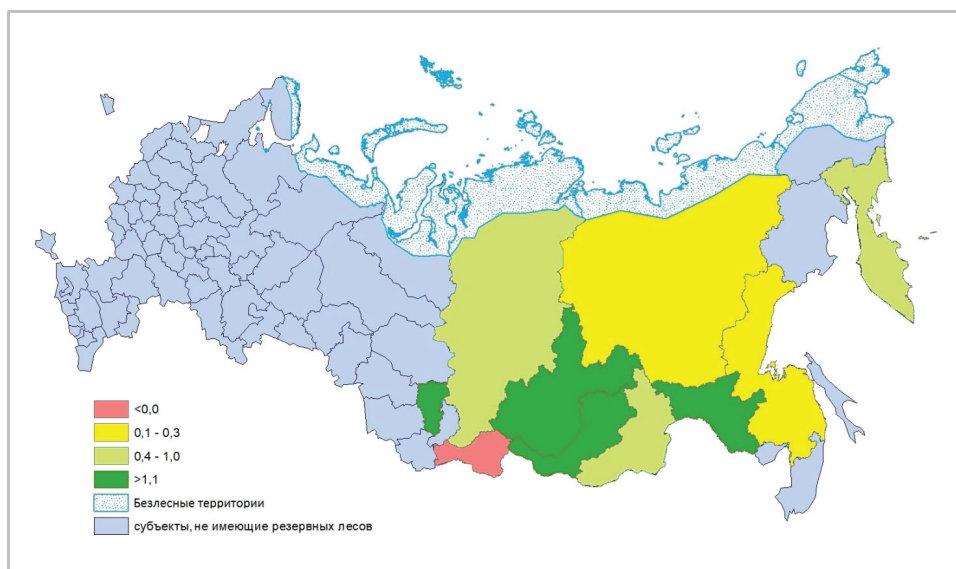 <0,0
0,1 - 0,3
0,4 - 1,0
>1,1
Безлесные территории
субъекты, не имеющие резервных лесов